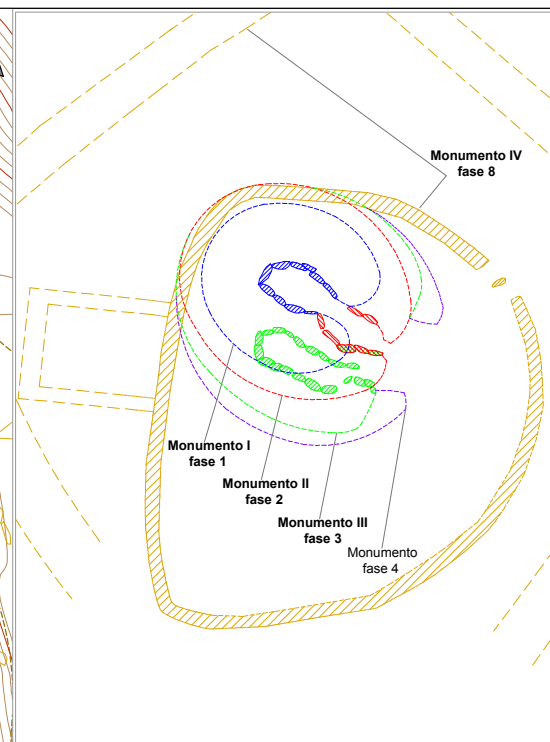 Monumento IV
fase 8
Monumento I
fase 1
Monumento II
fase 2
Monumento III
fase 3
Monumento
fase 4